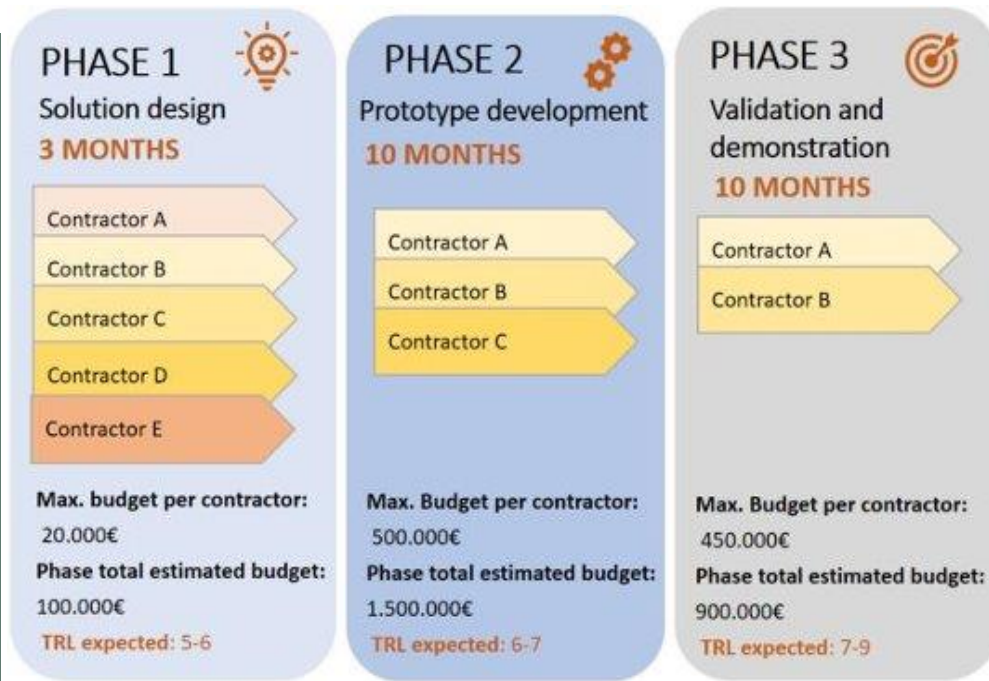 PHASE 1
Solution design
3 MONTHS
Contractor A
Contractor B
Contractor C
Contractor D
Contractor E
Max. budget per contractor:
20.000€
Phase total estimated budget:
100.000€
TRL expected: 5-6
PHASE 2
Prototype development
10 MONTHS
Contractor A
Contractor B
Contractor C
Max. Budget per contractor:
500.000€
Phase total estimated budget:
1.500.000€
TRL expected: 6-7
PHASE 3
Validation and
demonstration
10 MONTHS
Contractor A
Contractor B
Max. Budget per contractor:
450.000€
Phase total estimated budget:
900.000€
TRL expected: 7-9